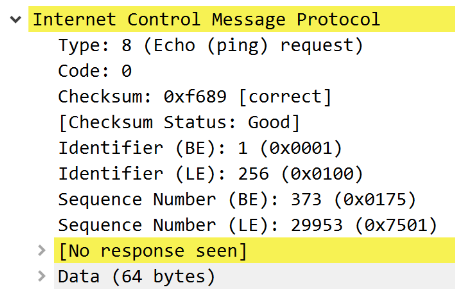 Internet Control Message Protocol
Type: 8 (Echo (ping) request)
Code: 0
Checksum: 0xf689 [correct]
[Checksum Status: Good]
Identifier (BE): 1 (0x0001)
Identifier (LE): 256 (0x0100)
Sequence Number (BE): 373 (0x0175)
Sequence Number (LE): 29953 (0x7501)
[No response seen]
Data (64 bytes)